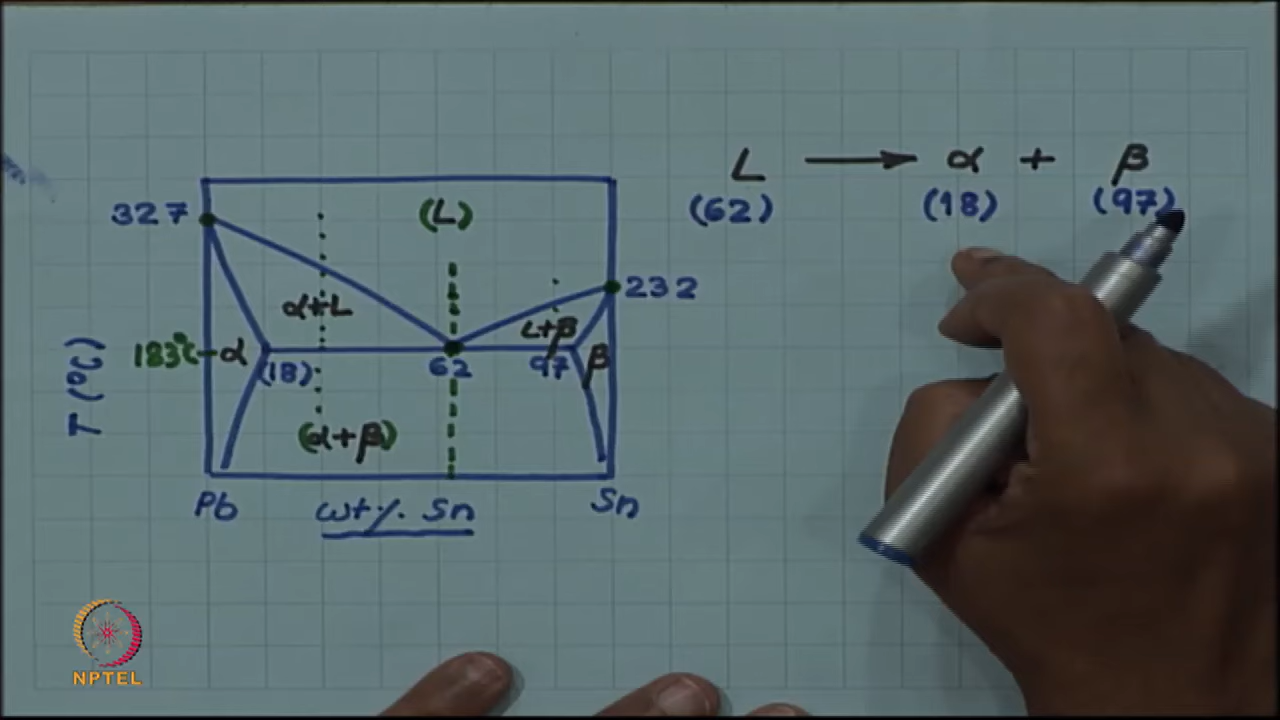 L → α + β
(62) (18) (97)
327
(L)
232
α+L
L+β
183°C
α
(18)
62
97
β
T (°C)
(α+β)
Pb
wt% Sn
Sn
NPTEL